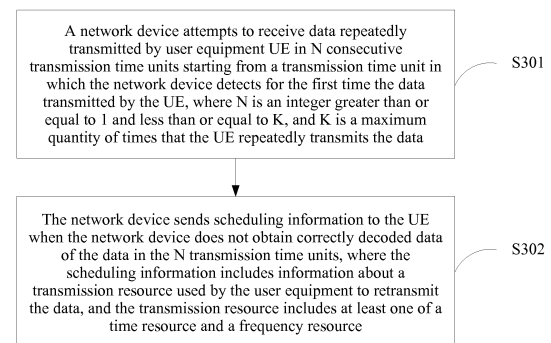 A network device attempts to receive data repeatedly
transmitted by user equipment UE in N consecutive
transmission time units starting from a transmission time unit in
which the network device detects for the first time the data
transmitted by the UE, where N is an integer greater than or
equal to 1 and less than or equal to K, and K is a maximum
quantity of times that the UE repeatedly transmits the data
S301
The network device sends scheduling information to the UE
when the network device does not obtain correctly decoded data
of the data in the N transmission time units, where the
scheduling information includes information about a
transmission resource used by the user equipment to retransmit
the data, and the transmission resource includes at least one of a
time resource and a frequency resource
S302